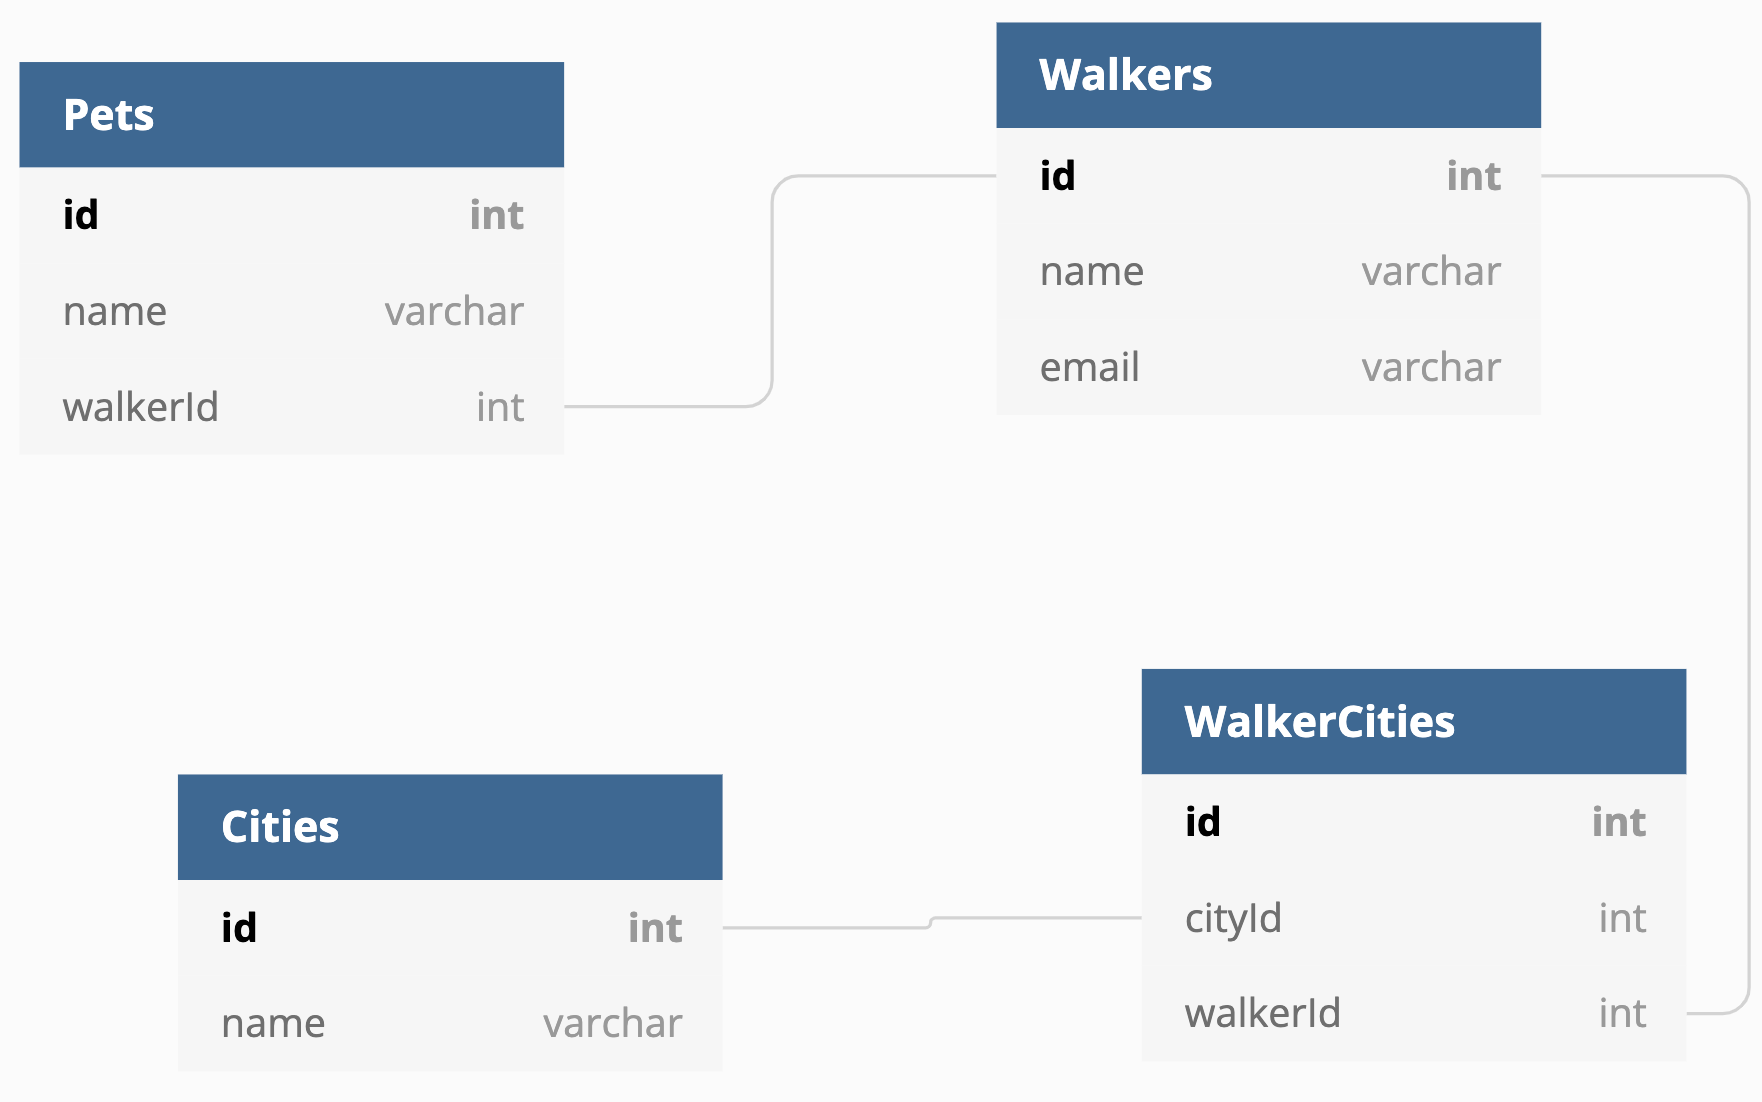 Pets
id int
name varchar
walkerId int
Walkers
id int
name varchar
email varchar
Cities
id int
name varchar
WalkerCities
id int
cityId int
walkerId int